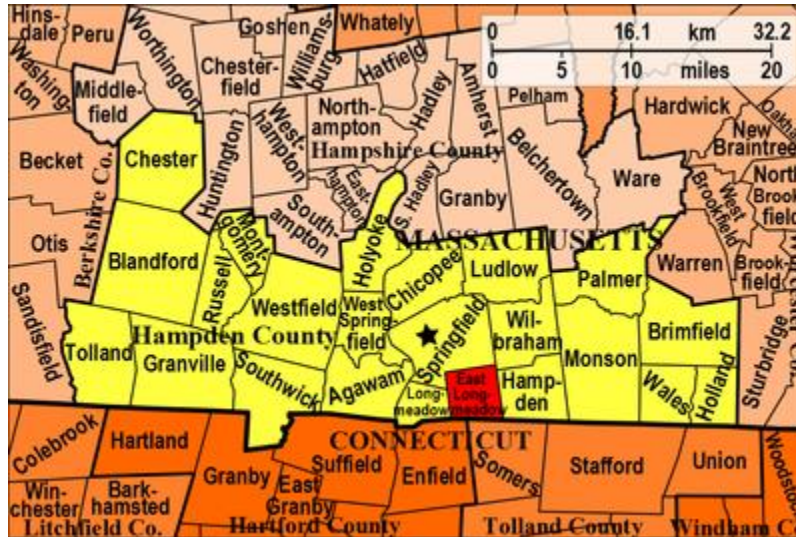 Hins-
dale
Peru
Worthington
Goshen
Williams-
burg
Whately
0 16.1 km 32.2
0 5 10 miles 20
Washing-
ton
Middle-
field
Chester-
field
Hatfield
Hadley
Amherst
Pelham
Hardwick
Oakham
New
Braintree
North-
ampton
West-
hampton
Hampshire County
Becket
Chester
Huntington
East-
hampton
S. Hadley
Granby
Belchertown
Ware
West
Brookfield
North
Brook-
field
Berkshire Co.
South-
ampton
Otis
Blandford
Mont-
gomery
Russell
Holyoke
MASSACHUSETTS
Chicopee
Ludlow
Palmer
Warren
Brook-
field
Sandisfield
Westfield
West
Spring-
field
Springfield
Wil-
braham
Brimfield
Hampden County
Tolland
Granville
Southwick
Agawam
Long-
meadow
East
Long-
meadow
Hamp-
den
Monson
Wales
Holland
Sturbridge
CONNECTICUT
Colebrook
Hartland
Granby
Suffield
Enfield
Somers
Stafford
Union
Woodstock
Win-
chester
Bark-
hamsted
East
Granby
Litchfield Co.
Hartford County
Tolland County
Windham Co